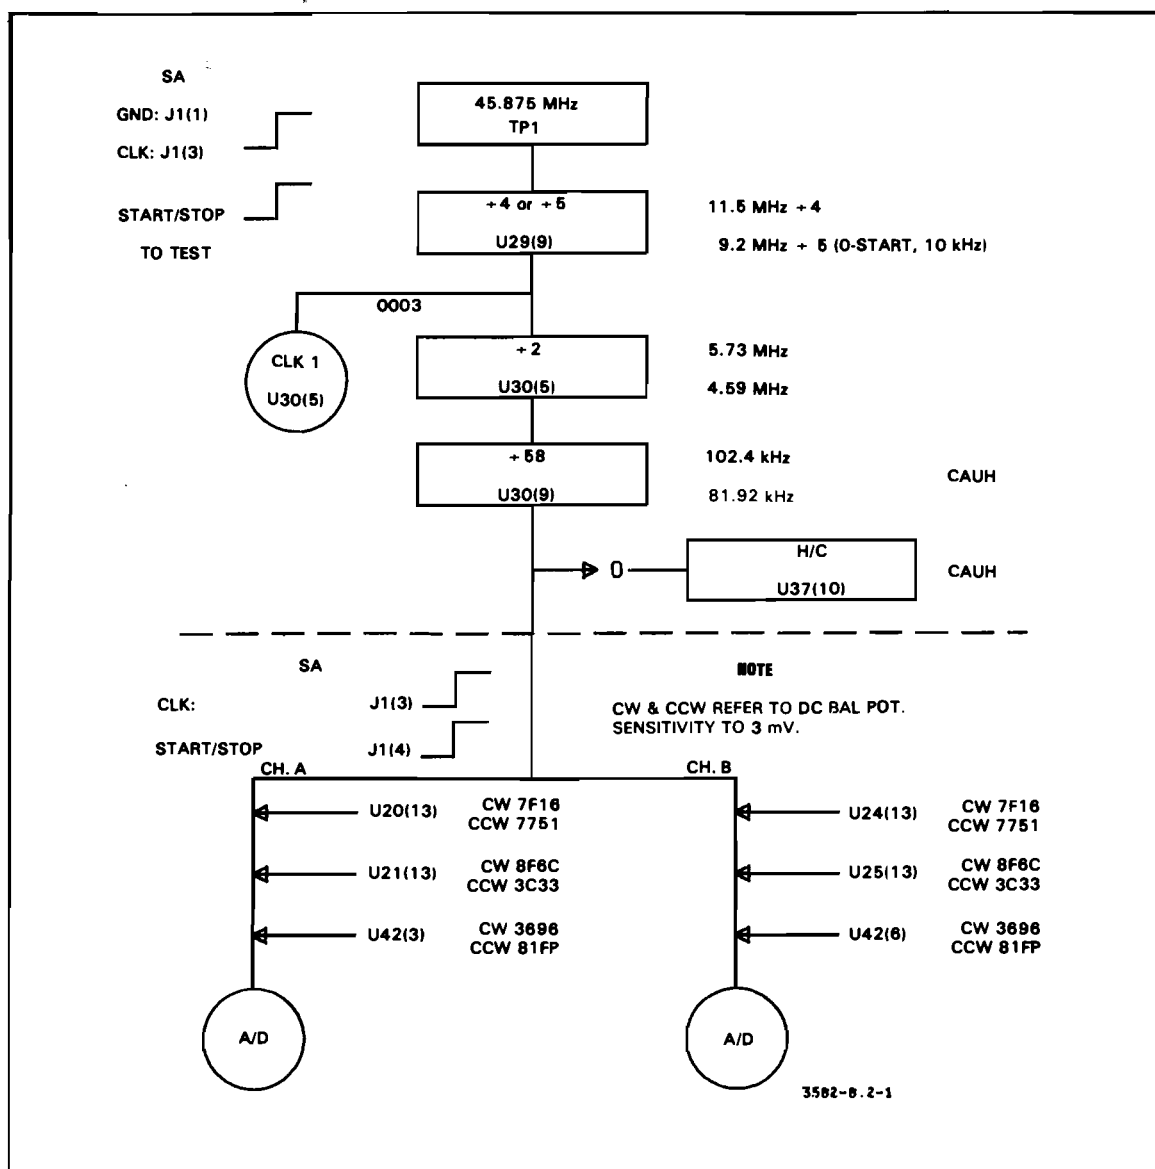 SA
GND: J1(1)
CLK: J1(3)
START/STOP
TO TEST
45.875 MHz
TP1
÷4 or ÷5
U29(9)
11.5 MHz ÷4
9.2 MHz ÷ 5 (0-START, 10 kHz)
0003
CLK 1
U30(5)
÷2
U30(5)
5.73 MHz
4.59 MHz
÷58
U30(9)
102.4 kHz
81.92 kHz
CAUH
0
H/C
U37(10)
CAUH
SA
CLK: J1(3)
START/STOP J1(4)
NOTE
CW & CCW REFER TO DC BAL POT.
SENSITIVITY TO 3 mV.
CH. A
CH. B
U20(13) CW 7F16
CCW 7751
U21(13) CW 8F6C
CCW 3C33
U42(3) CW 3696
CCW 81FP
A/D
U24(13) CW 7F16
CCW 7751
U25(13) CW 8F6C
CCW 3C33
U42(6) CW 3696
CCW 81FP
A/D
3582-8.2-1